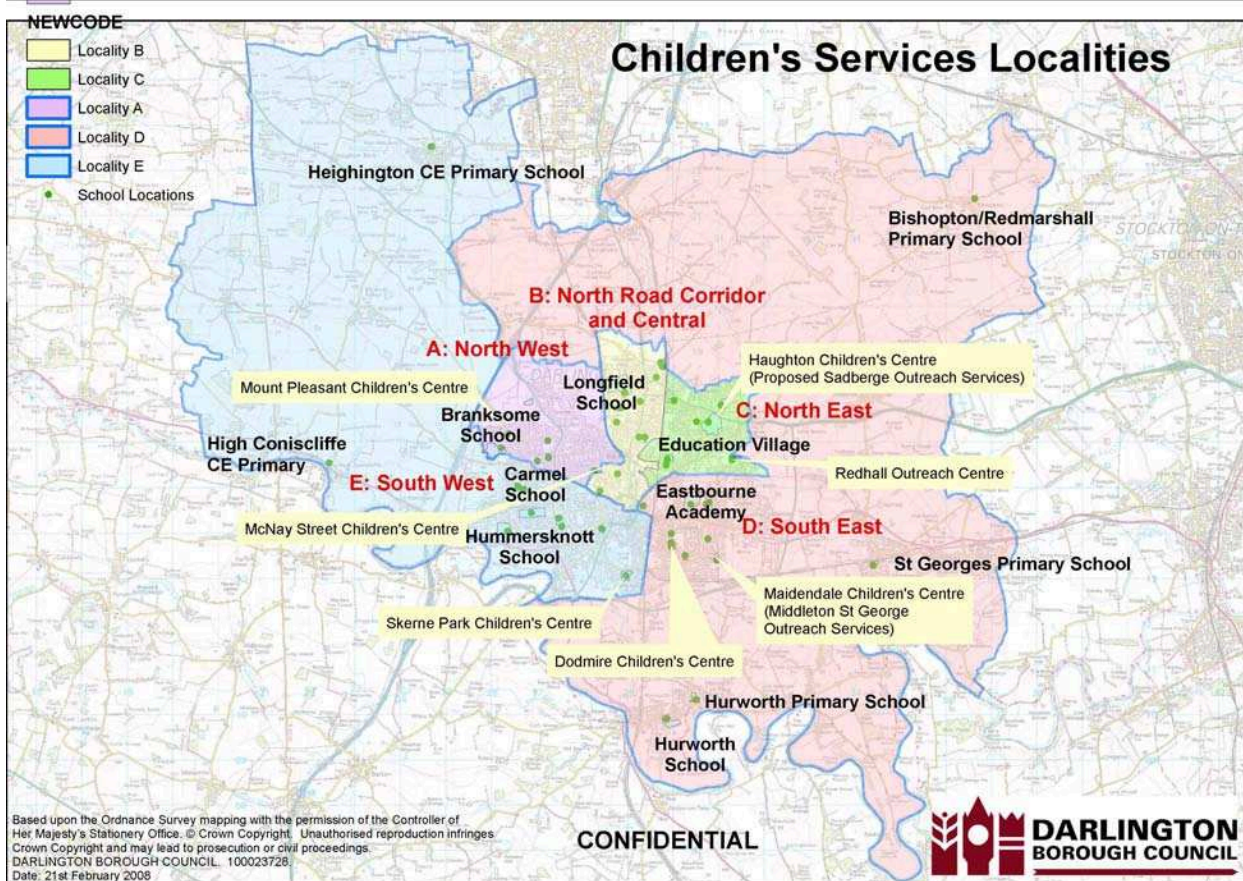 NEWCODE
Locality B
Locality C
Locality A
Locality D
Locality E
School Locations
Children's Services Localities
Heighington CE Primary School
Bishopton/Redmarshall
Primary School
STOCKTON-ON-T
STOCKTON-ON
B: North Road Corridor
and Central
A: North West
Mount Pleasant Children's Centre
Longfield
School
Haughton Children's Centre
(Proposed Sadberge Outreach Services)
Branksome
School
C: North East
High Coniscliffe
CE Primary
Education Village
Redhall Outreach Centre
E: South West
Carmel
School
Eastbourne
Academy
McNay Street Children's Centre
Hummersknott
School
D: South East
St Georges Primary School
Maidendale Children's Centre
(Middleton St George
Outreach Services)
Skerne Park Children's Centre
Dodmire Children's Centre
Hurworth Primary School
Hurworth
School
Based upon the Ordnance Survey mapping with the permission of the Controller of
Her Majesty's Stationery Office. © Crown Copyright. Unauthorised reproduction infringes
Crown Copyright and may lead to prosecution or civil proceedings.
DARLINGTON BOROUGH COUNCIL. 100023728.
Date: 21st February 2008
CONFIDENTIAL
DARLINGTON
BOROUGH COUNCIL